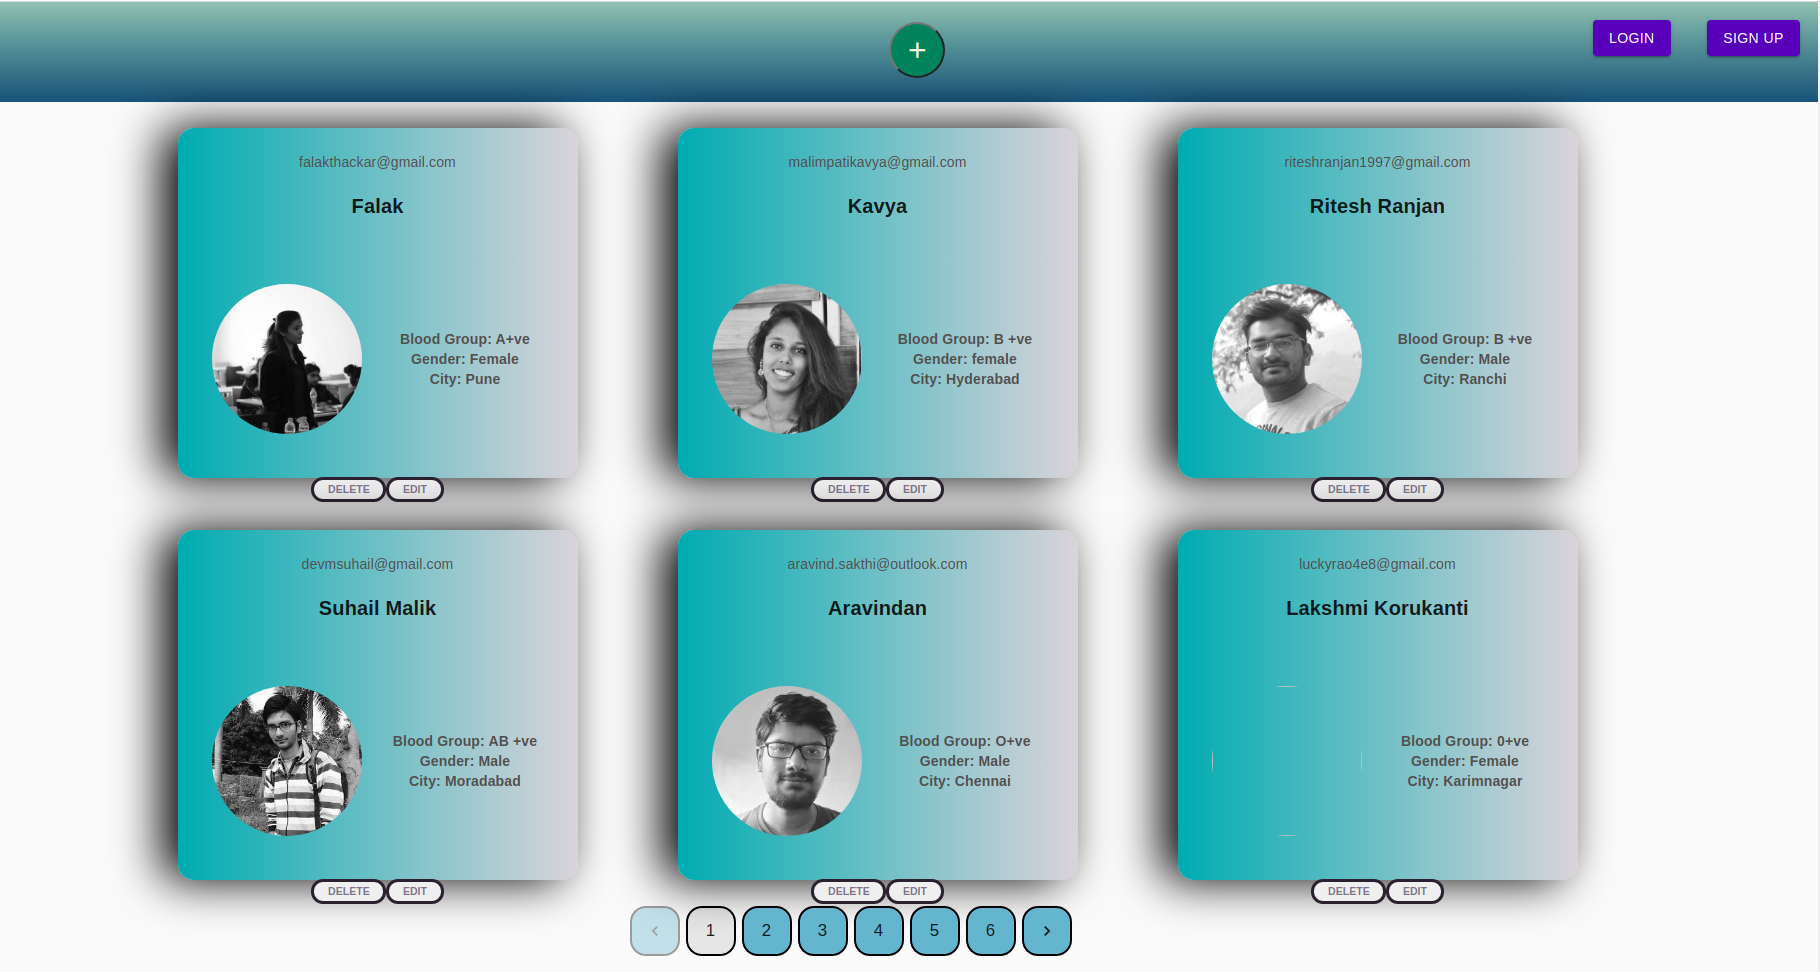 +
LOGIN
SIGN UP
falakthackar@gmail.com
Falak
Blood Group: A+ve
Gender: Female
City: Pune
DELETE
EDIT
malimpatikavya@gmail.com
Kavya
Blood Group: B +ve
Gender: female
City: Hyderabad
DELETE
EDIT
riteshranjan1997@gmail.com
Ritesh Ranjan
Blood Group: B +ve
Gender: Male
City: Ranchi
DELETE
EDIT
devmsuhail@gmail.com
Suhail Malik
Blood Group: AB +ve
Gender: Male
City: Moradabad
DELETE
EDIT
aravind.sakthi@outlook.com
Aravindan
Blood Group: O+ve
Gender: Male
City: Chennai
DELETE
EDIT
luckyrao4e8@gmail.com
Lakshmi Korukanti
Blood Group: 0+ve
Gender: Female
City: Karimnagar
DELETE
EDIT
‹ 1 2 3 4 5 6 ›